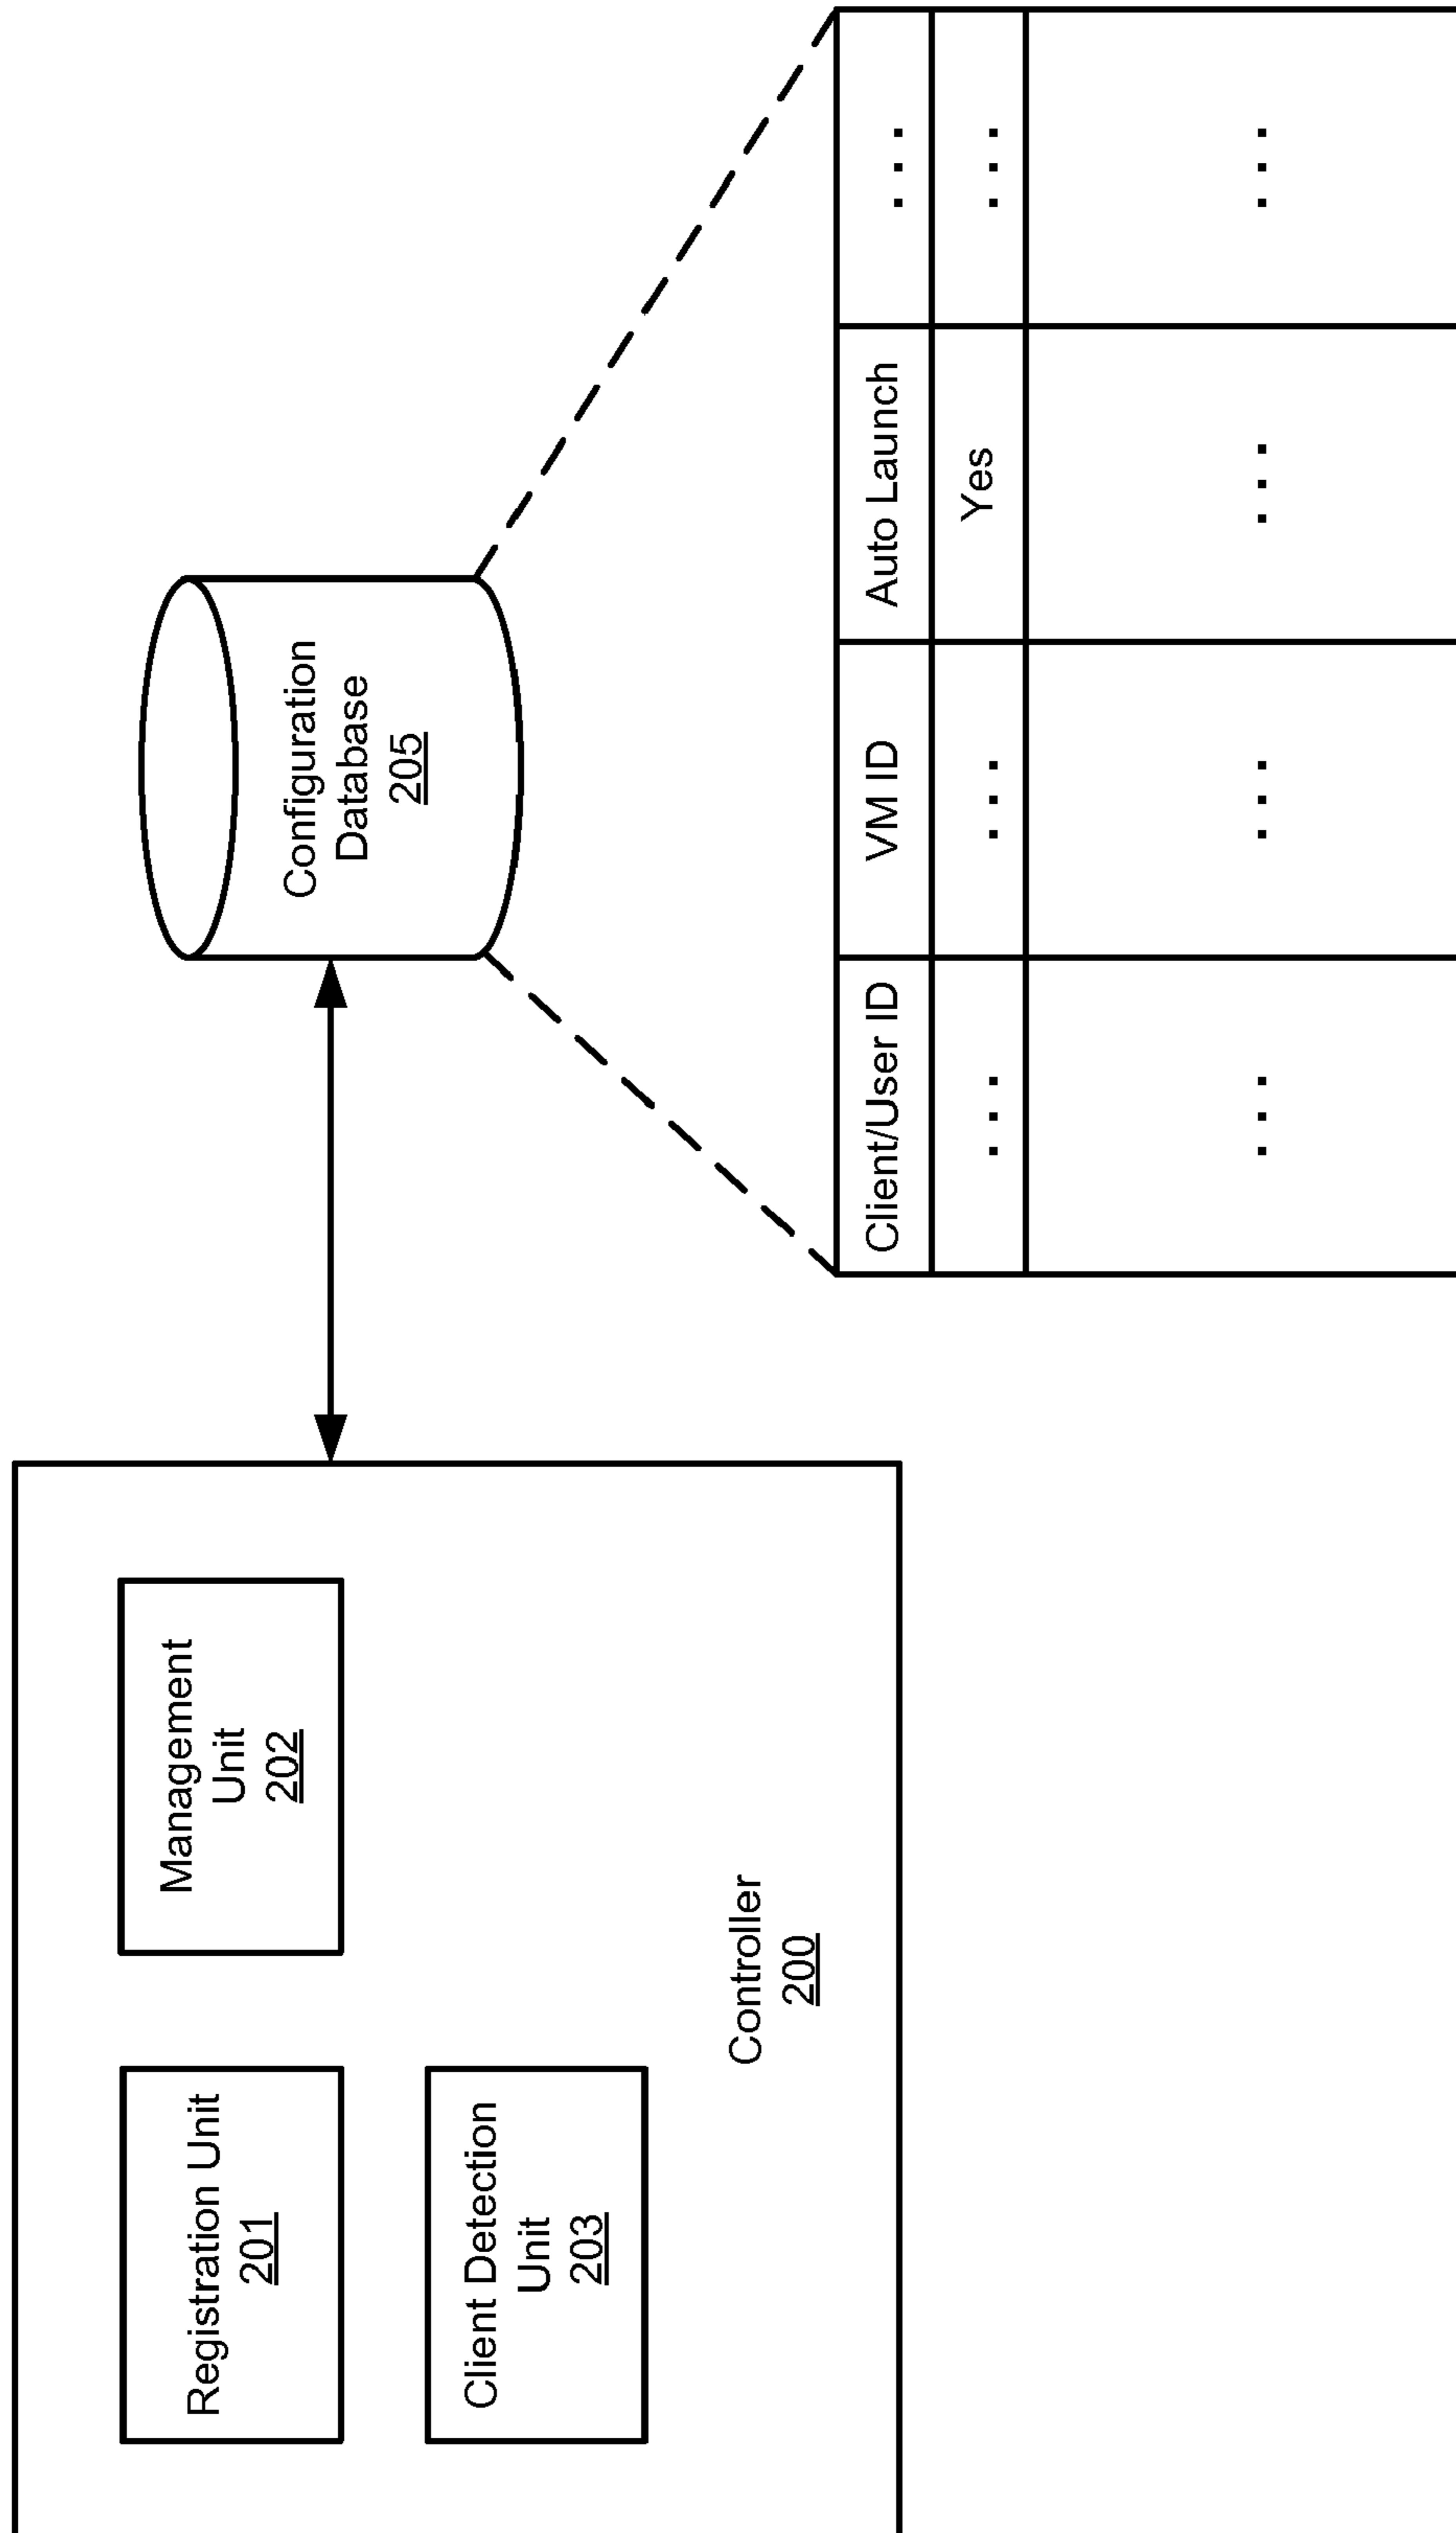 Registration Unit
201
Management
Unit
202
Client Detection
Unit
203
Controller
200
Configuration
Database
205
Client/User ID
VM ID
Auto Launch
...
...
...
Yes
...
...
...
...
...